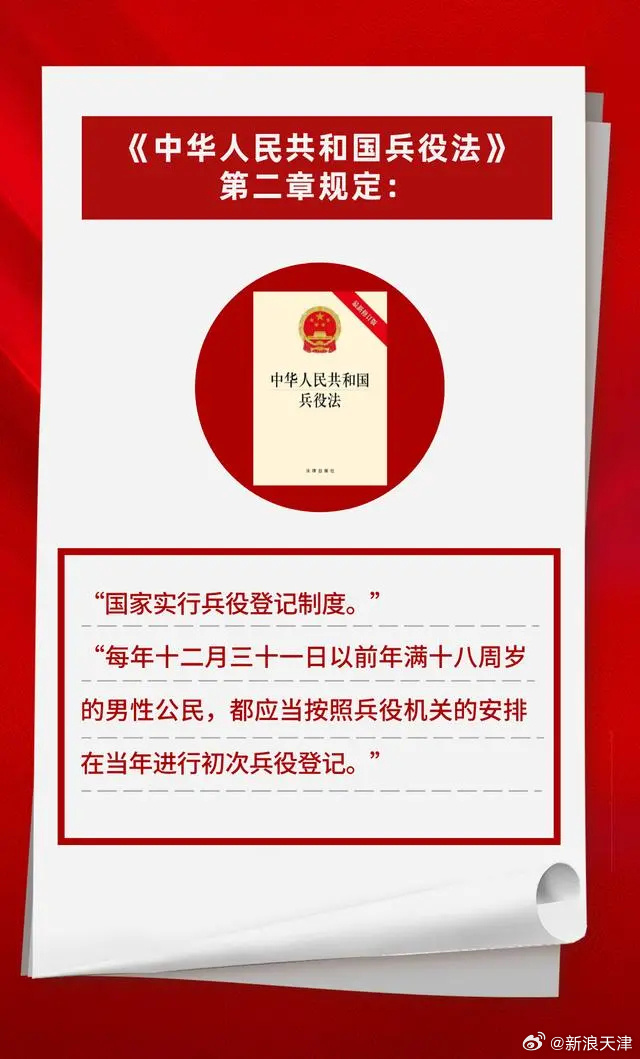 《中华人民共和国兵役法》
第二章规定：
最新修订版
中华人民共和国
兵役法
法律出版社
“国家实行兵役登记制度。”
“每年十二月三十一日以前年满十八周岁
的男性公民，都应当按照兵役机关的安排
在当年进行初次兵役登记。”
@新浪天津